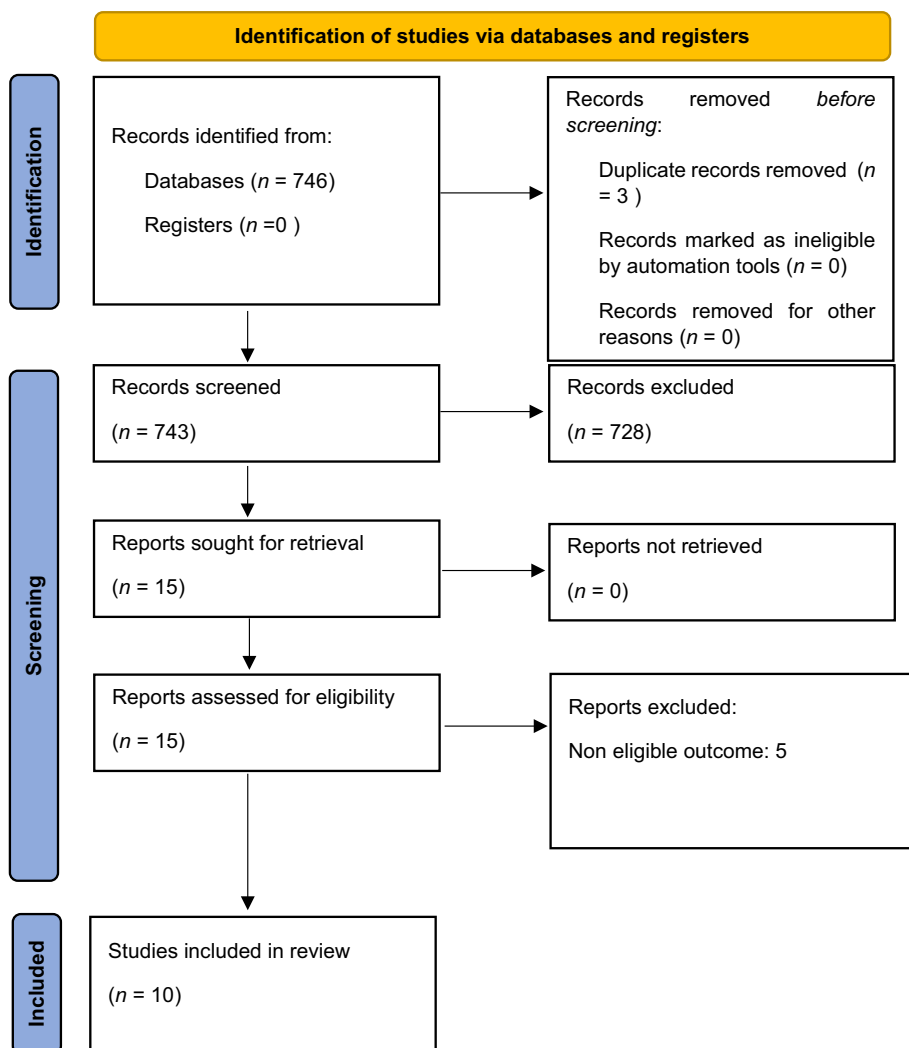 Identification of studies via databases and registers
Identification
Records identified from:
Databases (n = 746)
Registers (n =0 )
Records removed before
screening:
Duplicate records removed (n
= 3 )
Records marked as ineligible
by automation tools (n = 0)
Records removed for other
reasons (n = 0)
Screening
Records screened
(n = 743)
Records excluded
(n = 728)
Reports sought for retrieval
(n = 15)
Reports not retrieved
(n = 0)
Reports assessed for eligibility
(n = 15)
Reports excluded:
Non eligible outcome: 5
Included
Studies included in review
(n = 10)